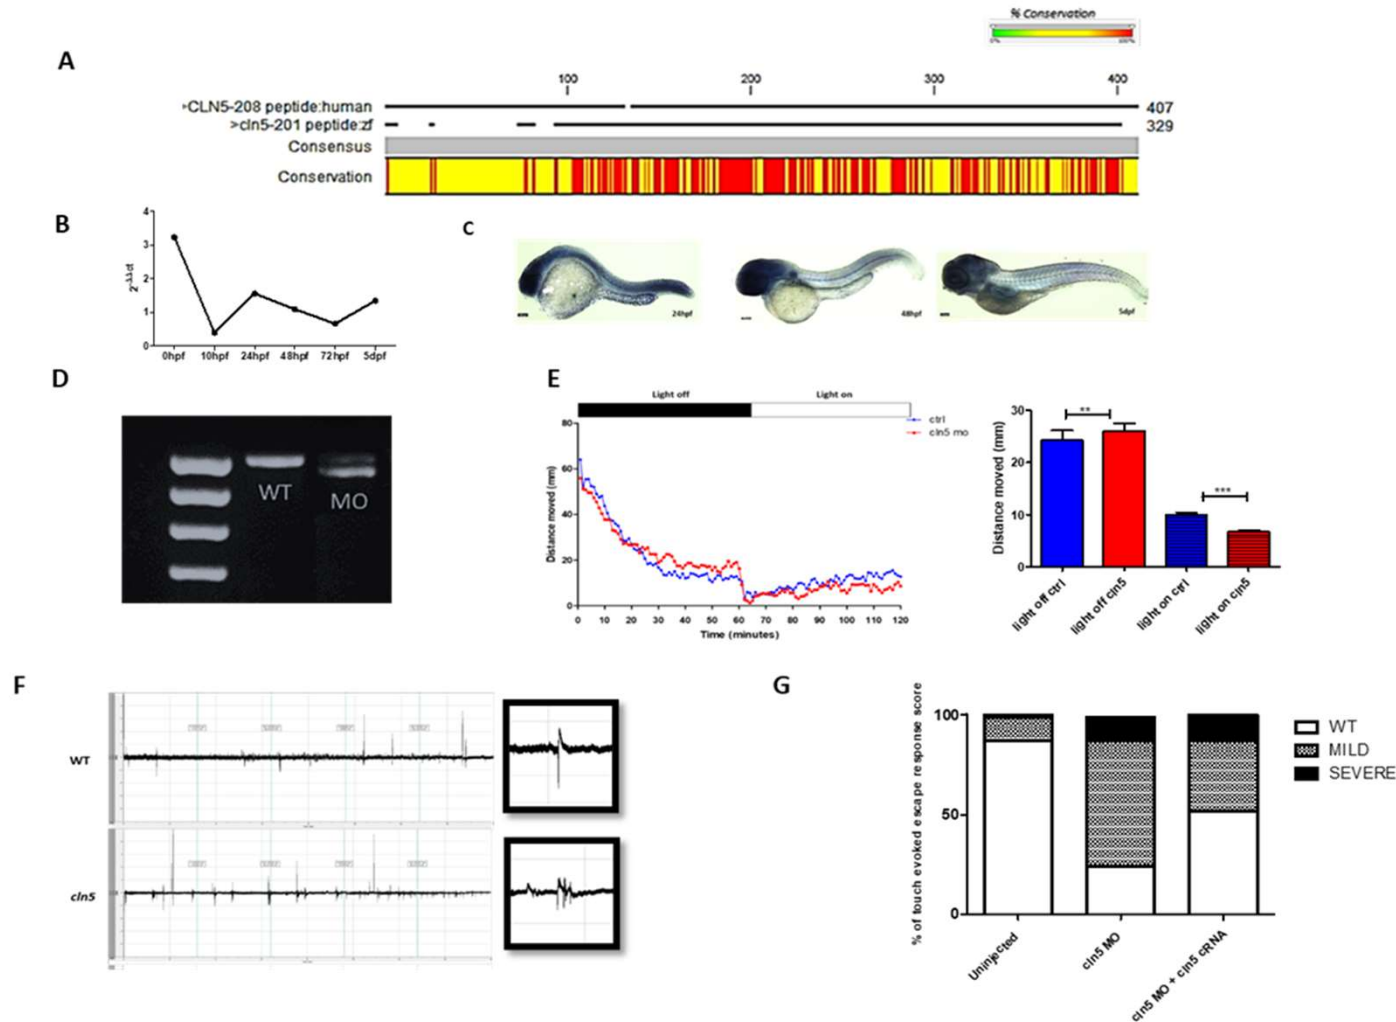 % Conservation
0%
100%
A
100 200 300 400
>CLN5-208 peptide:human 407
>cln5-201 peptide:zf 329
Consensus
Conservation
B
4
3
2
1
0
2^-ΔΔct
0hpf 10hpf 24hpf 48hpf 72hpf 5dpf
C
24hpf
48hpf
5dpf
D
WT
MO
E
Light off Light on
ctrl
cln5 mo
80
60
40
20
0
Distance moved (mm)
0 10 20 30 40 50 60 70 80 90 100 110 120
Time (minutes)
30
20
10
0
Distance moved (mm)
**
***
light off ctrl
light off cln5
light on ctrl
light on cln5
F
WT
cln5
G
% of touch evoked escape response score
100
50
0
WT
MILD
SEVERE
Uninjected
cln5 MO
cln5 MO + cln5 cRNA